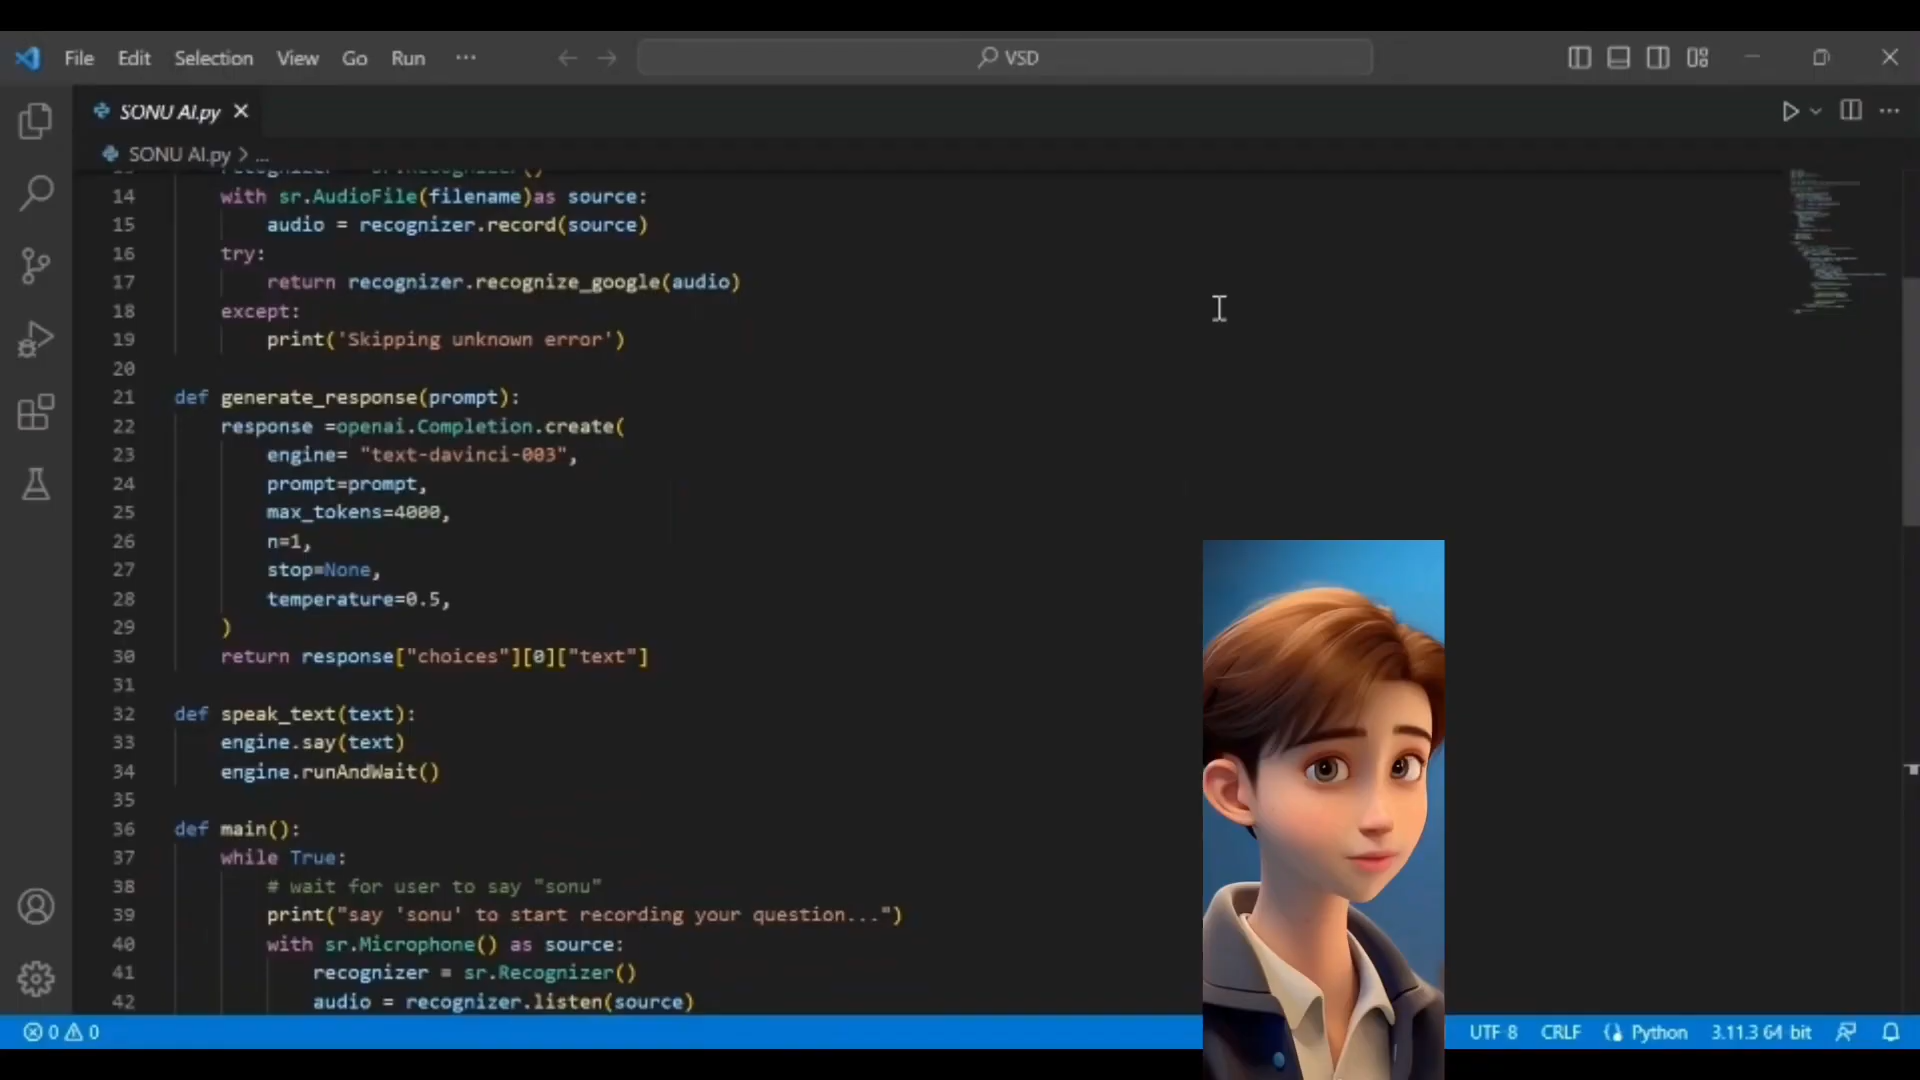 File Edit Selection View Go Run ... VSD
SONU AI.py
SONU AI.py > ...
14 with sr.AudioFile(filename)as source:
15 audio = recognizer.record(source)
16 try:
17 return recognizer.recognize_google(audio)
18 except:
19 print('Skipping unknown error')
20
21 def generate_response(prompt):
22 response =openai.Completion.create(
23 engine= "text-davinci-003",
24 prompt=prompt,
25 max_tokens=4000,
26 n=1,
27 stop=None,
28 temperature=0.5,
29 )
30 return response["choices"][0]["text"]
31
32 def speak_text(text):
33 engine.say(text)
34 engine.runAndWait()
35
36 def main():
37 while True:
38 # wait for user to say "sonu"
39 print("say 'sonu' to start recording your question...")
40 with sr.Microphone() as source:
41 recognizer = sr.Recognizer()
42 audio = recognizer.listen(source)
0 0 UTF 8 CRLF Python 3.11.3 64 bit